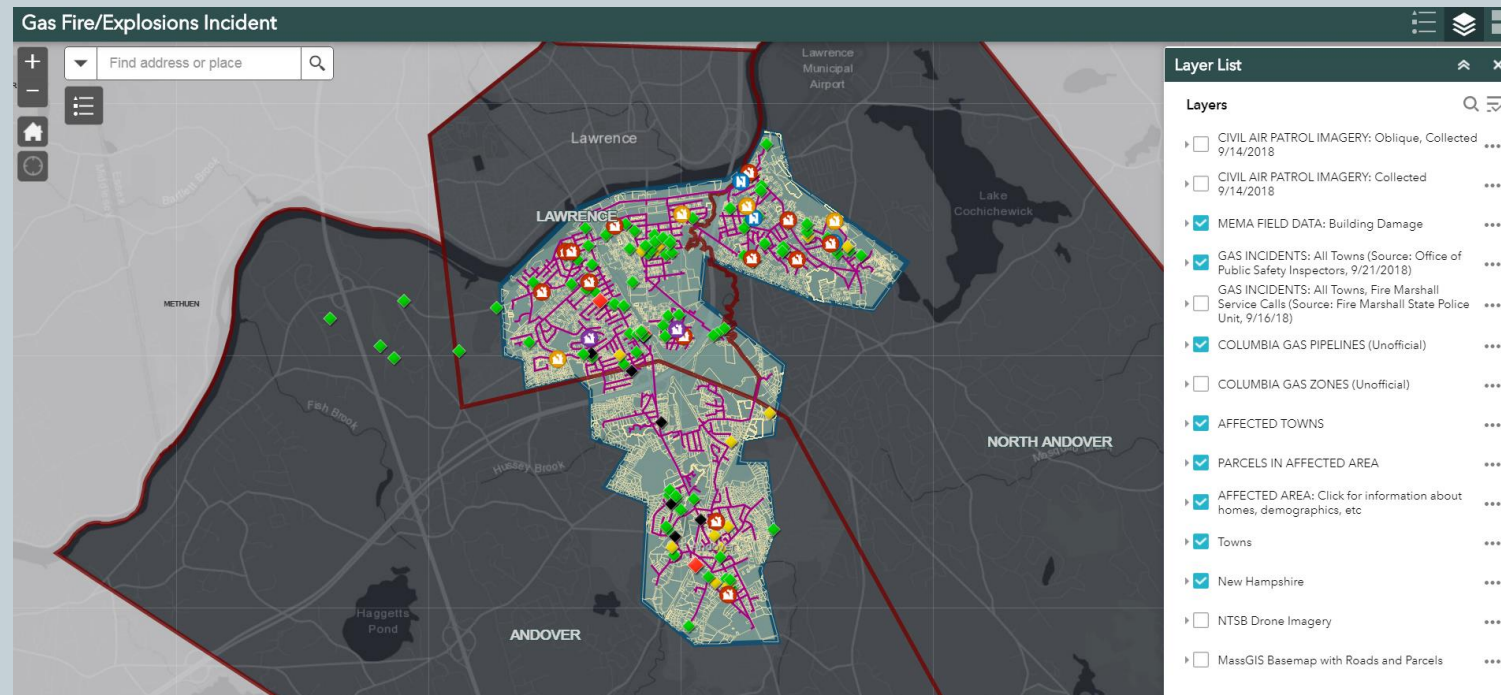 Gas Fire/Explosions Incident
Find address or place
Lawrence
Municipal
Airport
Lawrence
LAWRENCE
Lake
Cochichewick
METHUEN
Fish Brook
Hussey Brook
NORTH ANDOVER
Haggetts
Pond
ANDOVER
Layer List
Layers
CIVIL AIR PATROL IMAGERY: Oblique, Collected
9/14/2018
CIVIL AIR PATROL IMAGERY: Collected
9/14/2018
MEMA FIELD DATA: Building Damage
GAS INCIDENTS: All Towns (Source: Office of
Public Safety Inspectors, 9/21/2018)
GAS INCIDENTS: All Towns, Fire Marshall
Service Calls (Source: Fire Marshall State Police
Unit, 9/16/18)
COLUMBIA GAS PIPELINES (Unofficial)
COLUMBIA GAS ZONES (Unofficial)
AFFECTED TOWNS
PARCELS IN AFFECTED AREA
AFFECTED AREA: Click for information about
homes, demographics, etc
Towns
New Hampshire
NTSB Drone Imagery
MassGIS Basemap with Roads and Parcels